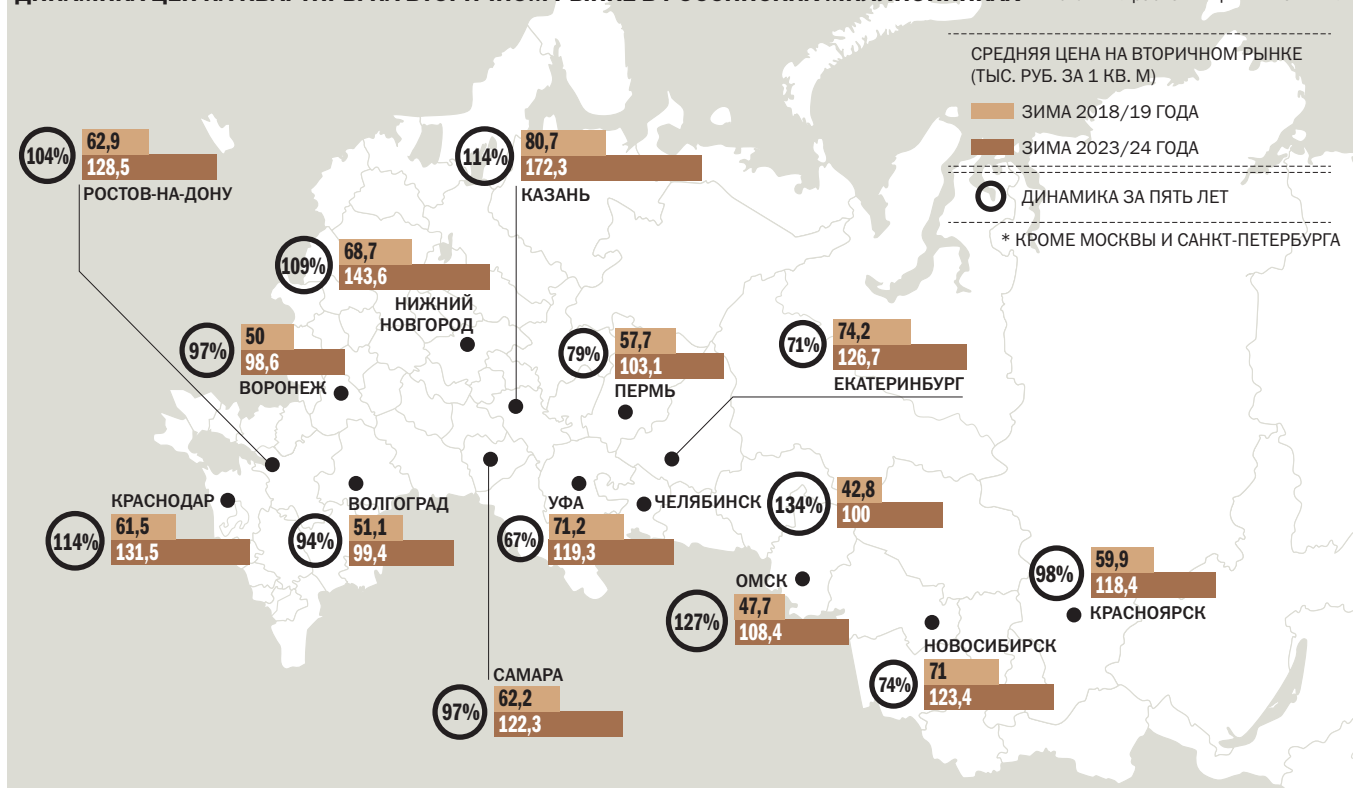 СРЕДНЯЯ ЦЕНА НА ВТОРИЧНОМ РЫНКЕ
(ТЫС. РУБ. ЗА 1 КВ. М)
ЗИМА 2018/19 ГОДА
ЗИМА 2023/24 ГОДА
ДИНАМИКА ЗА ПЯТЬ ЛЕТ
* КРОМЕ МОСКВЫ И САНКТ-ПЕТЕРБУРГА
104%
62,9
128,5
РОСТОВ-НА-ДОНУ
114%
80,7
172,3
КАЗАНЬ
109%
68,7
143,6
НИЖНИЙ
НОВГОРОД
97%
50
98,6
ВОРОНЕЖ
79%
57,7
103,1
ПЕРМЬ
71%
74,2
126,7
ЕКАТЕРИНБУРГ
КРАСНОДАР
114%
61,5
131,5
ВОЛГОГРАД
94%
51,1
99,4
УФА
67%
71,2
119,3
ЧЕЛЯБИНСК
134%
42,8
100
ОМСК
127%
47,7
108,4
98%
59,9
118,4
КРАСНОЯРСК
НОВОСИБИРСК
74%
71
123,4
САМАРА
97%
62,2
122,3